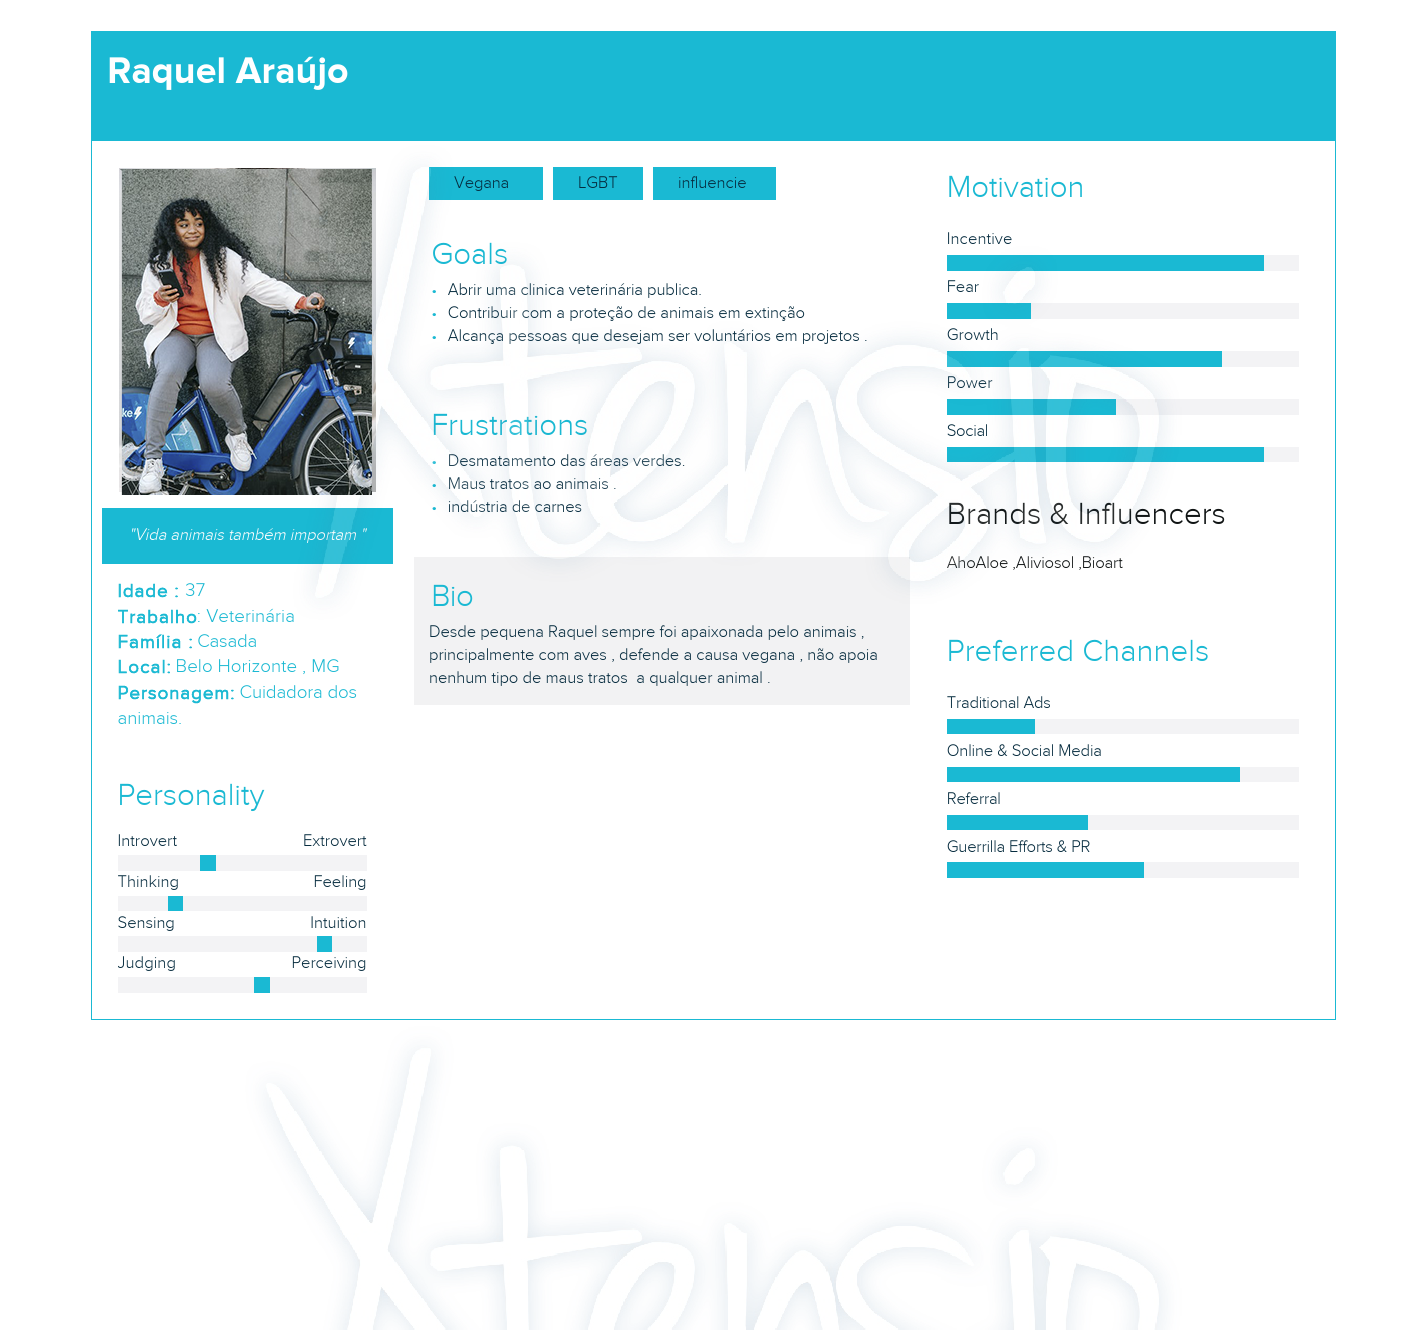 Raquel Araújo
ke
"Vida animais também importam "
Idade : 37
Trabalho: Veterinária
Família : Casada
Local: Belo Horizonte , MG
Personagem: Cuidadora dos
animais.
Personality
Introvert Extrovert
Thinking Feeling
Sensing Intuition
Judging Perceiving
Vegana LGBT influencie
Goals
Abrir uma clinica veterinária publica.
Contribuir com a proteção de animais em extinção
Alcança pessoas que desejam ser voluntários em projetos .
Frustrations
Desmatamento das áreas verdes.
Maus tratos ao animais .
indústria de carnes
Bio
Desde pequena Raquel sempre foi apaixonada pelo animais ,
principalmente com aves , defende a causa vegana , não apoia
nenhum tipo de maus tratos  a qualquer animal .
Motivation
Incentive
Fear
Growth
Power
Social
Brands & Influencers
AhoAloe ,Aliviosol ,Bioart
Preferred Channels
Traditional Ads
Online & Social Media
Referral
Guerrilla Efforts & PR
Xtensio
Xtensio